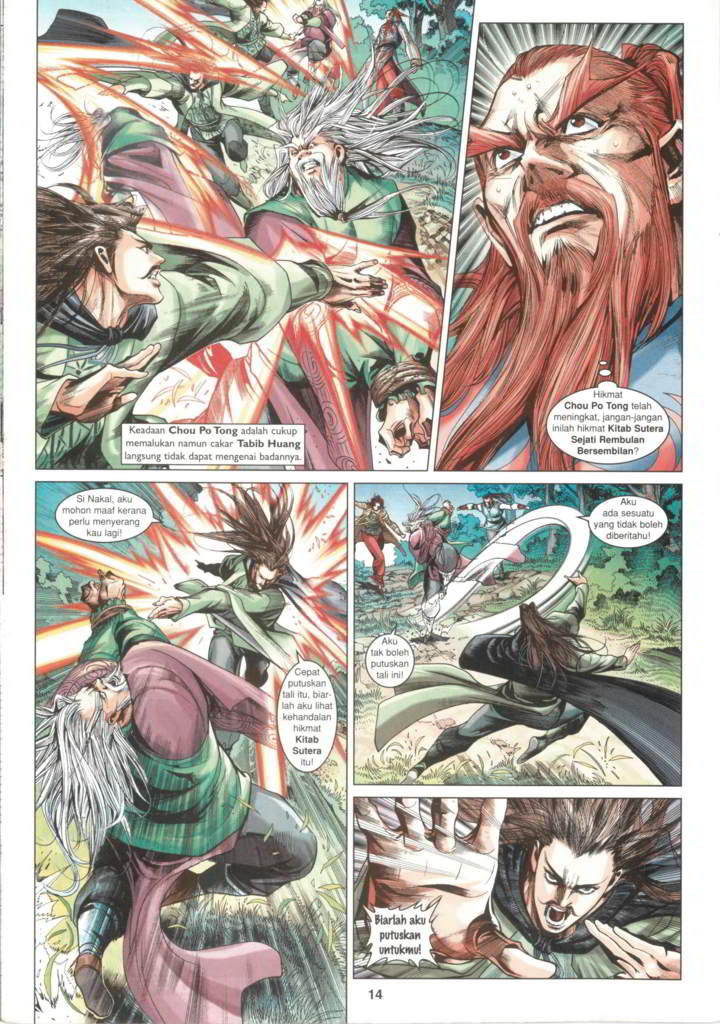 Keadaan Chou Po Tong adalah cukup
memalukan namun cakar Tabib Huang
langsung tidak dapat mengenai badannya.
Hikmat
Chou Po Tong telah
meningkat, jangan-jangan
inilah hikmat Kitab Sutera
Sejati Rembulan
Bersembilan?
Si Nakal, aku
mohon maaf kerana
perlu menyerang
kau lagi!
Cepat
putuskan
tali itu, biar-
lah aku lihat
kehandalan
hikmat
Kitab
Sutera
itu!
Aku
ada sesuatu
yang tidak boleh
diberitahu!
Aku
tak boleh
putuskan
tali ini!
Biarlah aku
putuskan
untukmu!
14